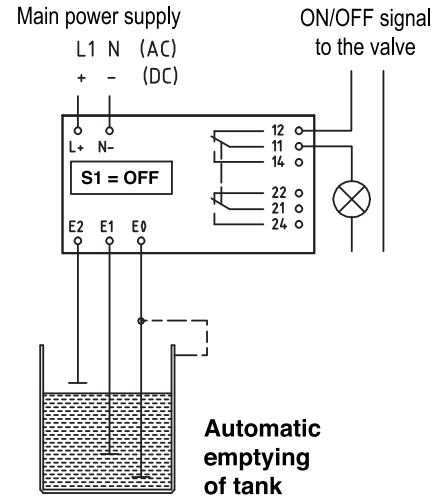 Main power supply
ON/OFF signal
to the valve
L1 N (AC)
+ – (DC)
L+ N–
S1 = OFF
12
11
14
22
21
24
E2 E1 E0
Automatic
emptying
of tank